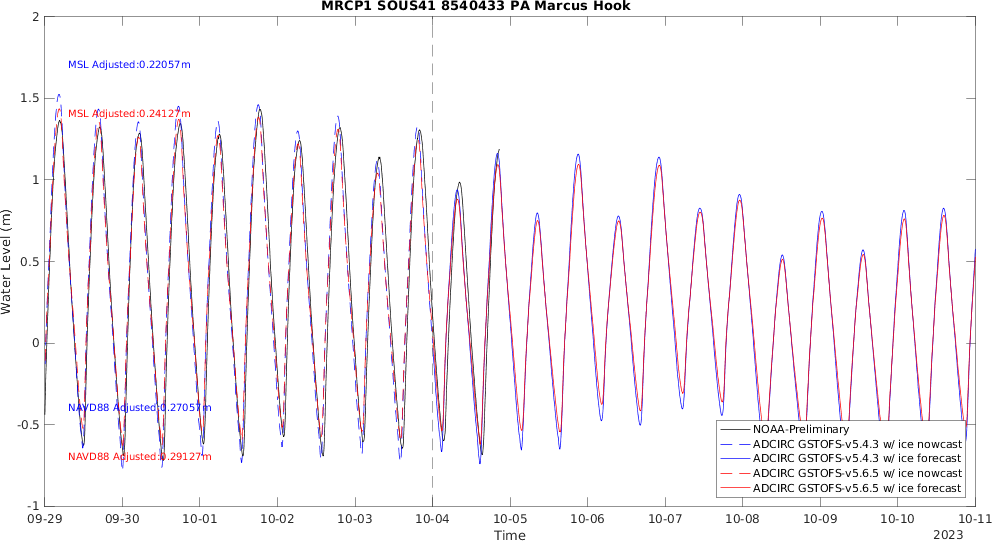 MRCP1 SOUS41 8540433 PA Marcus Hook
2
1.5
1
0.5
0
-0.5
-1
Water Level (m)
MSL Adjusted:0.22057m
MSL Adjusted:0.24127m
NAVD88 Adjusted:0.27057m
NAVD88 Adjusted:0.29127m
NOAA-Preliminary
ADCIRC GSTOFS-v5.4.3 w/ ice nowcast
ADCIRC GSTOFS-v5.4.3 w/ ice forecast
ADCIRC GSTOFS-v5.6.5 w/ ice nowcast
ADCIRC GSTOFS-v5.6.5 w/ ice forecast
09-29 09-30 10-01 10-02 10-03 10-04 10-05 10-06 10-07 10-08 10-09 10-10 10-11
Time
2023